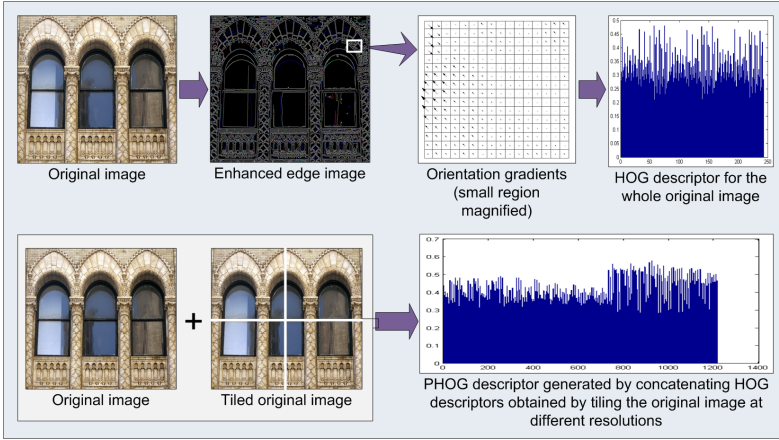 0.5
0.45
0.4
0.35
0.3
0.25
0.2
0.15
0.1
0.05
0
0 50 100 150 200 250
Original image
Enhanced edge image
Orientation gradients
(small region
magnified)
HOG descriptor for the
whole original image
+
0.7
0.6
0.5
0.4
0.3
0.2
0.1
0
0 200 400 600 800 1000 1200 1400
Original image
Tiled original image
PHOG descriptor generated by concatenating HOG
descriptors obtained by tiling the original image at
different resolutions